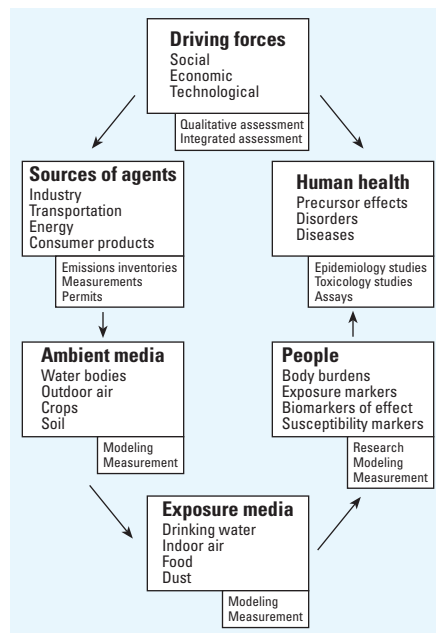 Driving forces
Social
Economic
Technological
Qualitative assessment
Integrated assessment
Sources of agents
Industry
Transportation
Energy
Consumer products
Emissions inventories
Measurements
Permits
Human health
Precursor effects
Disorders
Diseases
Epidemiology studies
Toxicology studies
Assays
Ambient media
Water bodies
Outdoor air
Crops
Soil
Modeling
Measurement
People
Body burdens
Exposure markers
Biomarkers of effect
Susceptibility markers
Research
Modeling
Measurement
Exposure media
Drinking water
Indoor air
Food
Dust
Modeling
Measurement